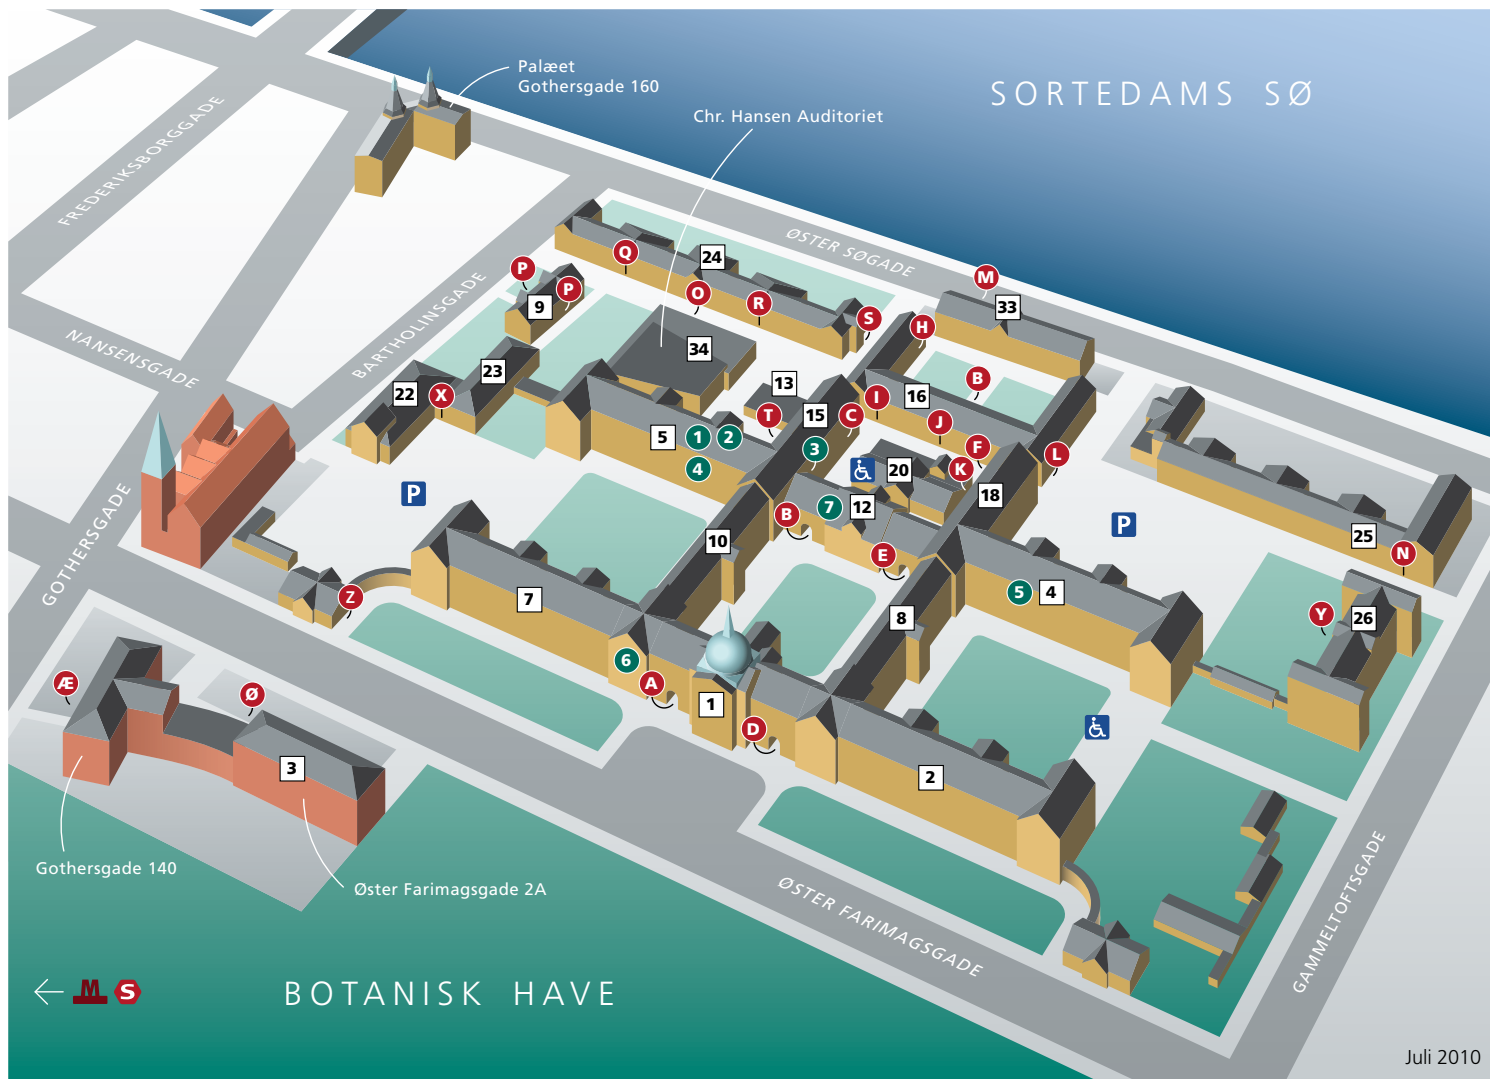 Palæet
Gothersgade 160
SORTEDAMS SØ
Chr. Hansen Auditoriet
FREDERIKSBORGGADE
ØSTER SØGADE
Q
24
P
P
9
O
R
S
M
33
H
NANSENSGADE
BARTHOLINSGADE
34
23
22
X
13
T
15
C
I
16
B
J
F
K
L
5
1
2
4
3
20
18
P
B
7
12
E
10
P
25
N
GOTHERSGADE
Z
7
8
5
4
Y
26
6
A
1
D
Æ
Ø
3
2
Gothersgade 140
Øster Farimagsgade 2A
ØSTER FARIMAGSGADE
GAMMELTOFTSGADE
M
S
BOTANISK HAVE
Juli 2010